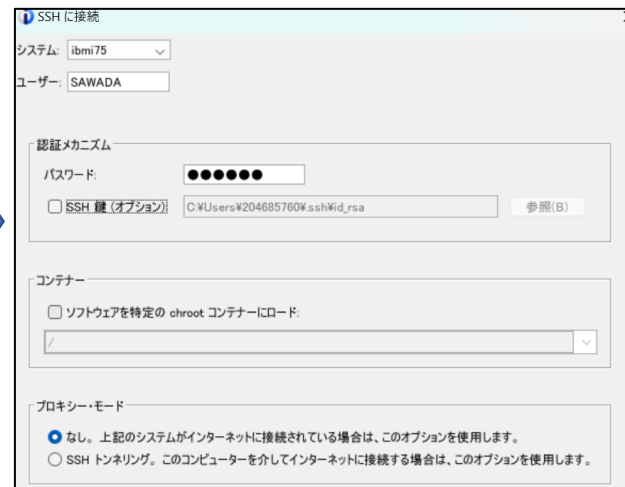 SSH に接続
システム: ibmi75
ユーザー: SAWADA
認証メカニズム
パスワード: ●●●●●●
SSH 鍵 (オプション): C:¥Users¥204685760¥.ssh¥id_rsa 参照(B)
コンテナー
ソフトウェアを特定の chroot コンテナーにロード:
/
プロキシー・モード
なし。上記のシステムがインターネットに接続されている場合は、このオプションを使用します。
SSH トンネリング。このコンピューターを介してインターネットに接続する場合は、このオプションを使用します。